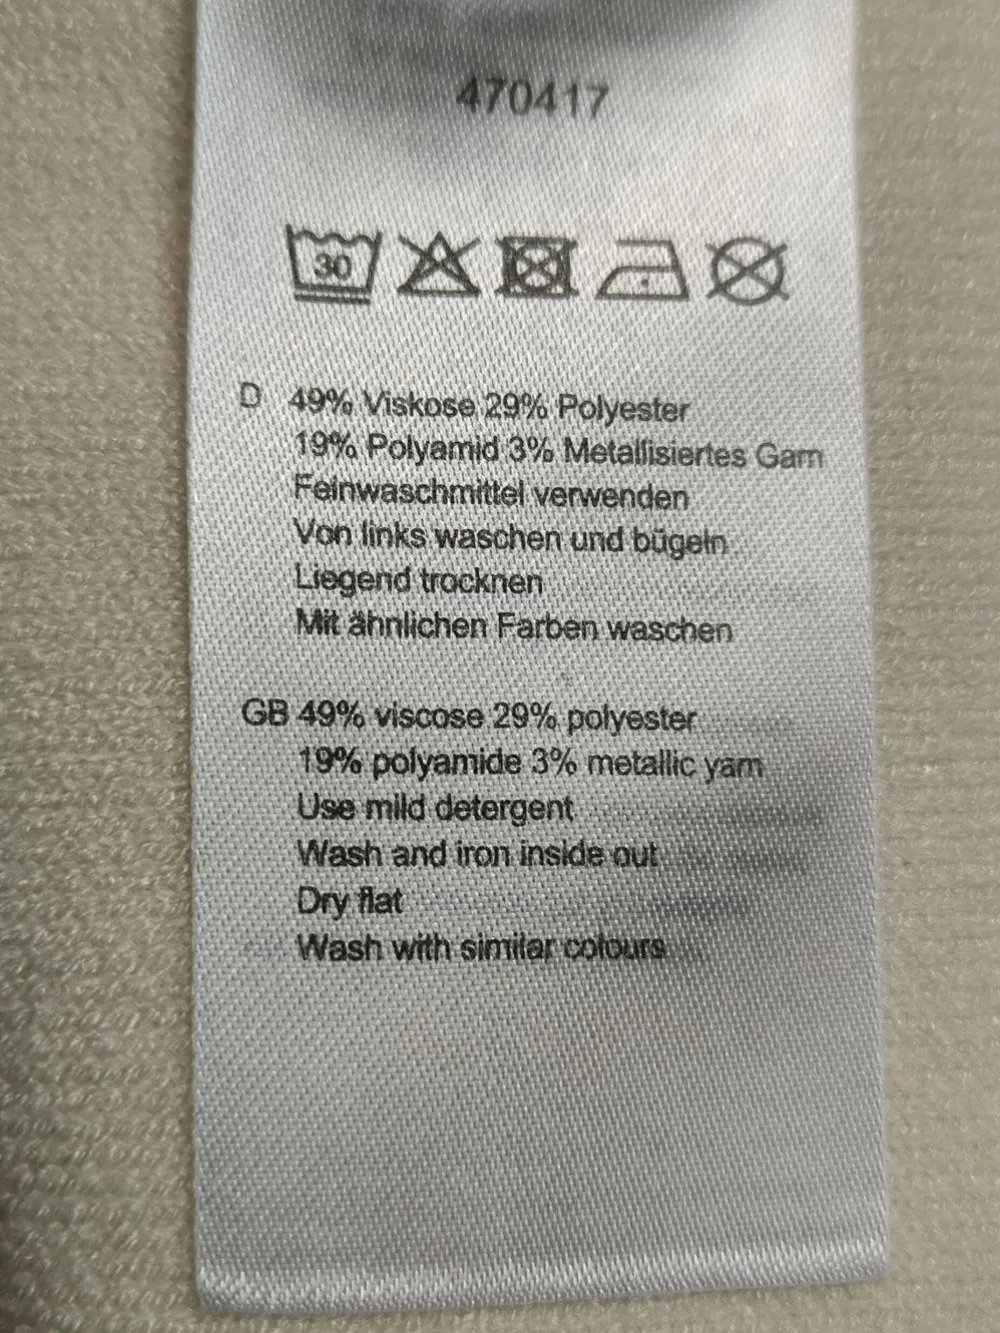 470417
30
D 49% Viskose 29% Polyester
19% Polyamid 3% Metallisiertes Garn
Feinwaschmittel verwenden
Von links waschen und bügeln
Liegend trocknen
Mit ähnlichen Farben waschen
GB 49% viscose 29% polyester
19% polyamide 3% metallic yarn
Use mild detergent
Wash and iron inside out
Dry flat
Wash with similar colours